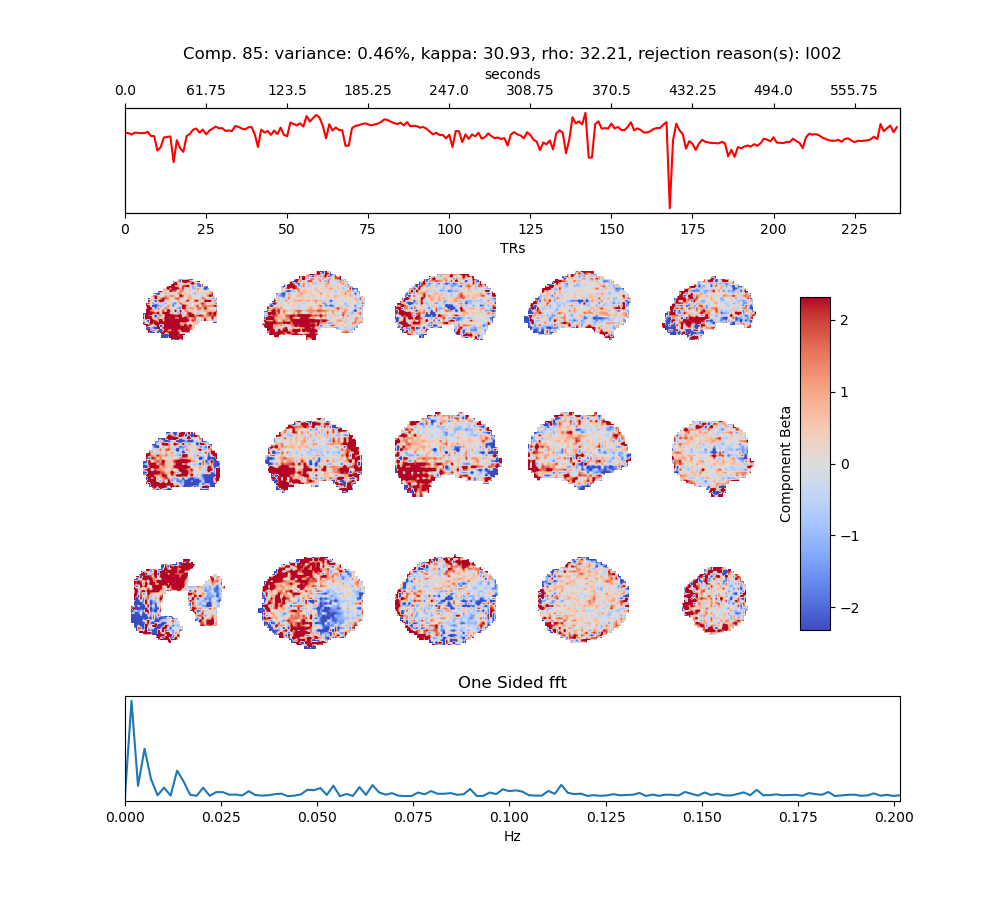 Comp. 85: variance: 0.46%, kappa: 30.93, rho: 32.21, rejection reason(s): I002
seconds
0.0 61.75 123.5 185.25 247.0 308.75 370.5 432.25 494.0 555.75
0 25 50 75 100 125 150 175 200 225
TRs
2
1
0
−1
−2
Component Beta
One Sided fft
0.000 0.025 0.050 0.075 0.100 0.125 0.150 0.175 0.200
Hz